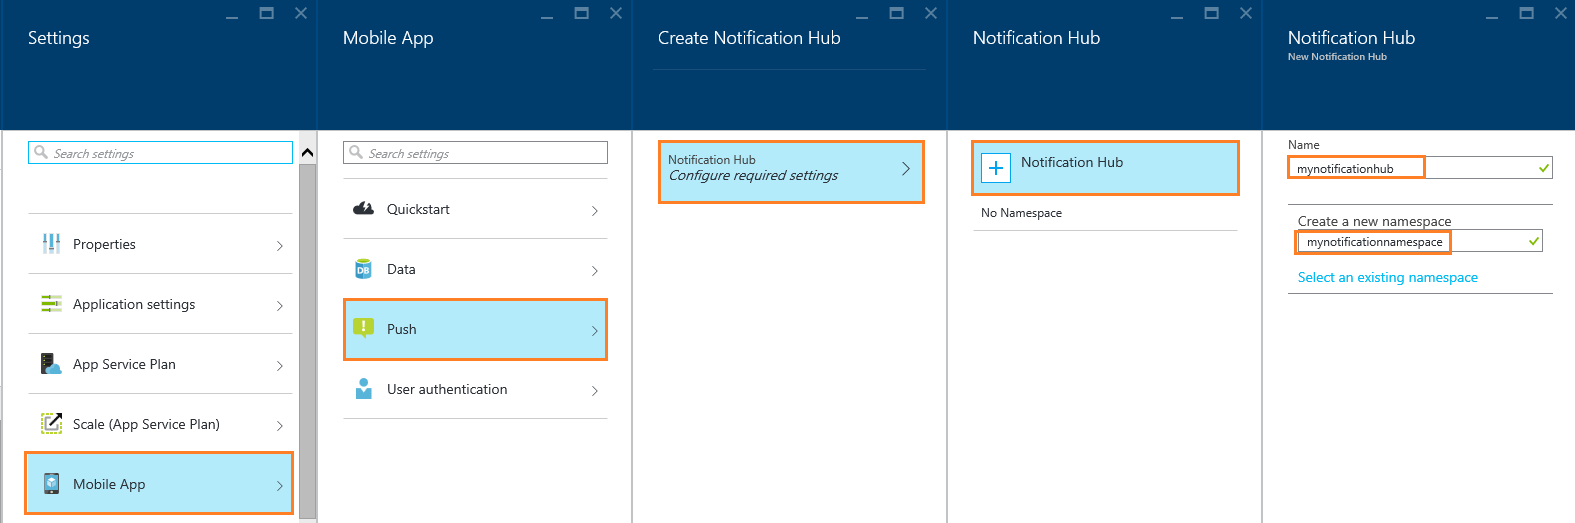 Settings
Search settings
Properties
Application settings
App Service Plan
Scale (App Service Plan)
Mobile App
Mobile App
Search settings
Quickstart
DB
Data
Push
User authentication
Create Notification Hub
Notification Hub
Configure required settings
Notification Hub
Notification Hub
No Namespace
Notification Hub
New Notification Hub
Name
mynotificationhub
Create a new namespace
mynotificationnamespace
Select an existing namespace